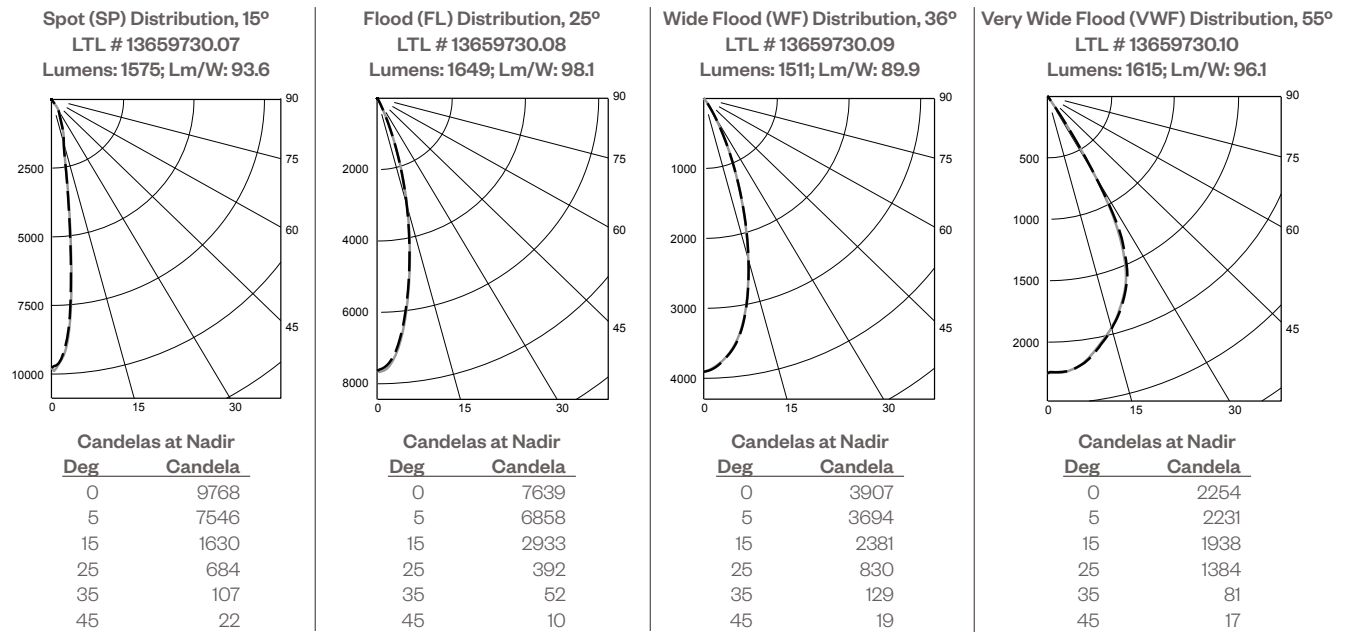 Spot (SP) Distribution, 15º
LTL # 13659730.07
Lumens: 1575; Lm/W: 93.6
90
75
60
45
2500
5000
7500
10000
0 15 30
Candelas at Nadir
Deg Candela
0 9768
5 7546
15 1630
25 684
35 107
45 22
Flood (FL) Distribution, 25º
LTL # 13659730.08
Lumens: 1649; Lm/W: 98.1
90
75
60
45
2000
4000
6000
8000
0 15 30
Candelas at Nadir
Deg Candela
0 7639
5 6858
15 2933
25 392
35 52
45 10
Wide Flood (WF) Distribution, 36º
LTL # 13659730.09
Lumens: 1511; Lm/W: 89.9
90
75
60
45
1000
2000
3000
4000
0 15 30
Candelas at Nadir
Deg Candela
0 3907
5 3694
15 2381
25 830
35 129
45 19
Very Wide Flood (VWF) Distribution, 55º
LTL # 13659730.10
Lumens: 1615; Lm/W: 96.1
90
75
60
45
500
1000
1500
2000
0 15 30
Candelas at Nadir
Deg Candela
0 2254
5 2231
15 1938
25 1384
35 81
45 17